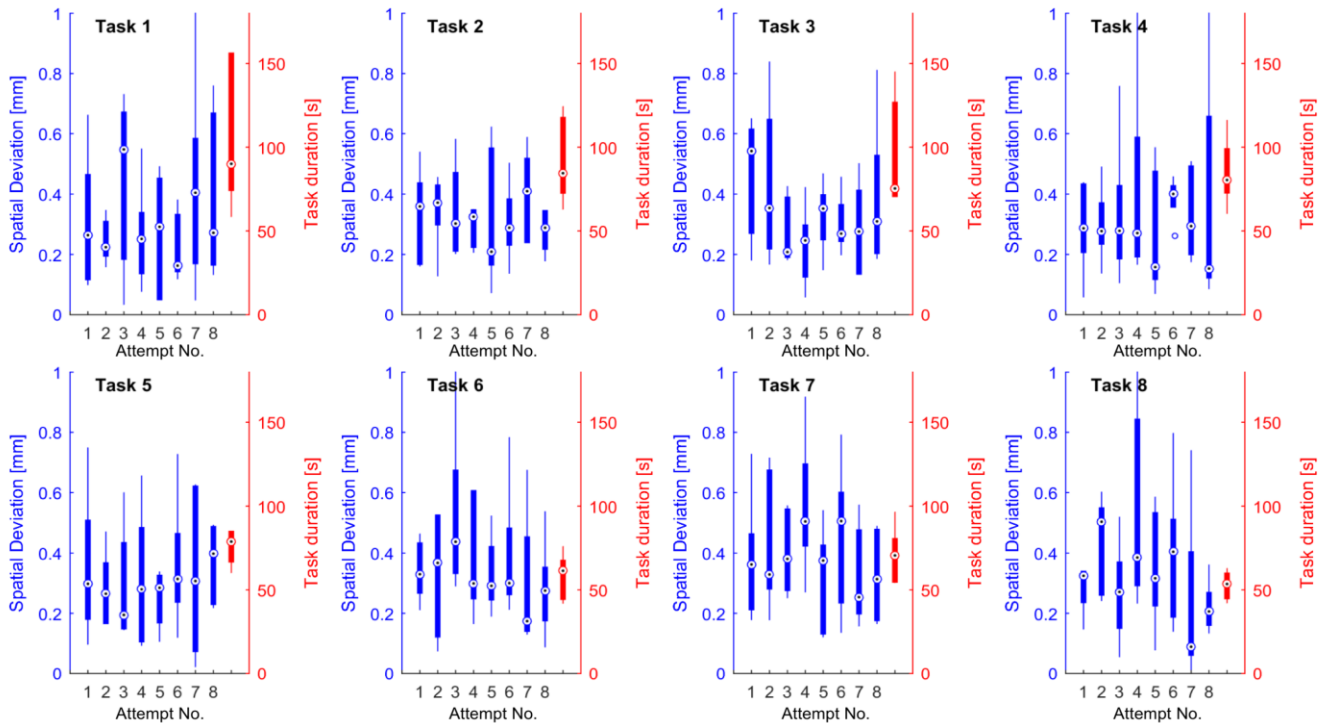 Task 1
Spatial Deviation [mm]
0
0.2
0.4
0.6
0.8
1
1 2 3 4 5 6 7 8
Attempt No.
0
50
100
150
Task duration [s]
Task 2
Spatial Deviation [mm]
0
0.2
0.4
0.6
0.8
1
1 2 3 4 5 6 7 8
Attempt No.
0
50
100
150
Task duration [s]
Task 3
Spatial Deviation [mm]
0
0.2
0.4
0.6
0.8
1
1 2 3 4 5 6 7 8
Attempt No.
0
50
100
150
Task duration [s]
Task 4
Spatial Deviation [mm]
0
0.2
0.4
0.6
0.8
1
1 2 3 4 5 6 7 8
Attempt No.
0
50
100
150
Task duration [s]
Task 5
Spatial Deviation [mm]
0
0.2
0.4
0.6
0.8
1
1 2 3 4 5 6 7 8
Attempt No.
0
50
100
150
Task duration [s]
Task 6
Spatial Deviation [mm]
0
0.2
0.4
0.6
0.8
1
1 2 3 4 5 6 7 8
Attempt No.
0
50
100
150
Task duration [s]
Task 7
Spatial Deviation [mm]
0
0.2
0.4
0.6
0.8
1
1 2 3 4 5 6 7 8
Attempt No.
0
50
100
150
Task duration [s]
Task 8
Spatial Deviation [mm]
0
0.2
0.4
0.6
0.8
1
1 2 3 4 5 6 7 8
Attempt No.
0
50
100
150
Task duration [s]